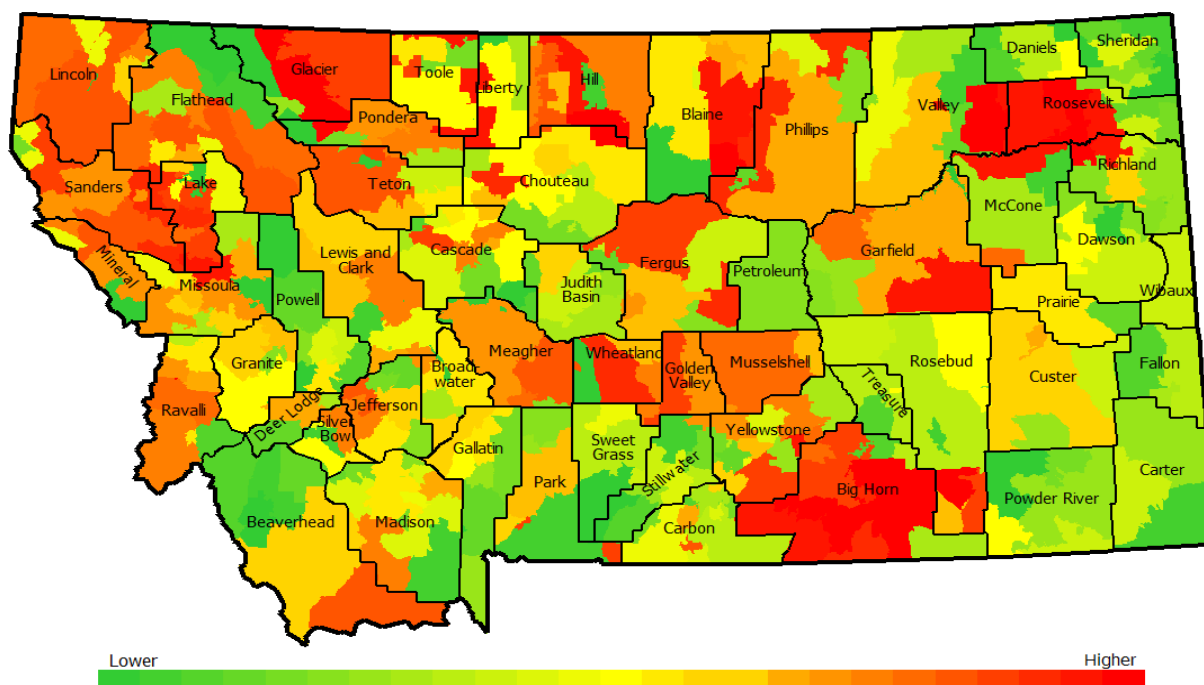 Daniels
Sheridan
Lincoln
Glacier
Toole
Liberty
Hill
Blaine
Phillips
Valley
Roosevelt
Flathead
Pondera
Richland
Sanders
Lake
Teton
Chouteau
McCone
Mineral
Missoula
Lewis and
Clark
Cascade
Judith
Basin
Fergus
Petroleum
Garfield
Dawson
Wibaux
Powell
Prairie
Granite
Broad
water
Meagher
Wheatland
Golden
Valley
Musselshell
Treasure
Rosebud
Custer
Fallon
Ravalli
Deer Lodge
Silver
Bow
Jefferson
Gallatin
Park
Sweet
Grass
Stillwater
Yellowstone
Big Horn
Powder River
Carter
Beaverhead
Madison
Carbon
Lower
Higher